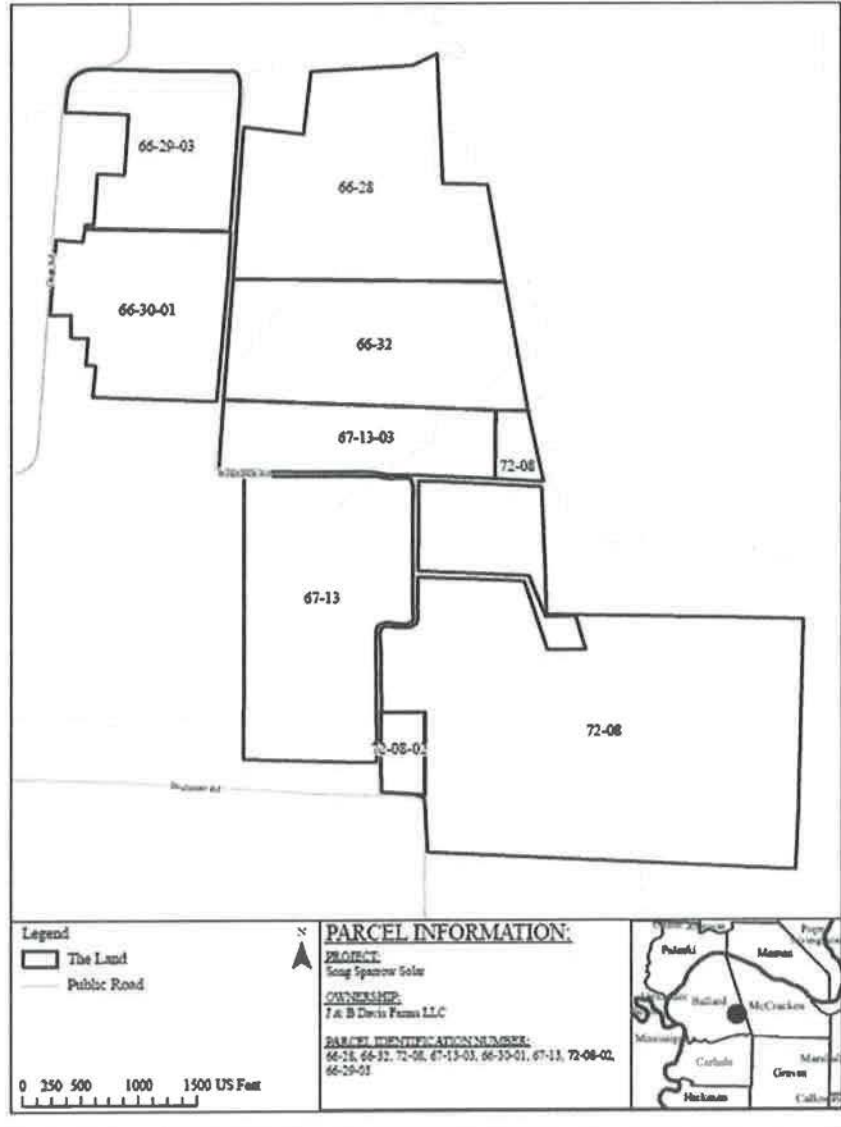 66-29-03
66-28
66-30-01
66-32
67-13-03
72-08
67-13
72-08
72-08-02
Legend
The Land
Public Road
0 250 500 1000 1500 US Feet
N
PARCEL INFORMATION:
PROJECT:
Song Sparrow Solar
OWNERSHIP:
J & B Davis Farms LLC
PARCEL IDENTIFICATION NUMBER:
66-28, 66-32, 72-08, 67-13-03, 66-30-01, 67-13, 72-08-02,
66-29-03
Pulaski
Massac
Ballard
McCracken
Mississippi
Carlisle
Graves
Hickman